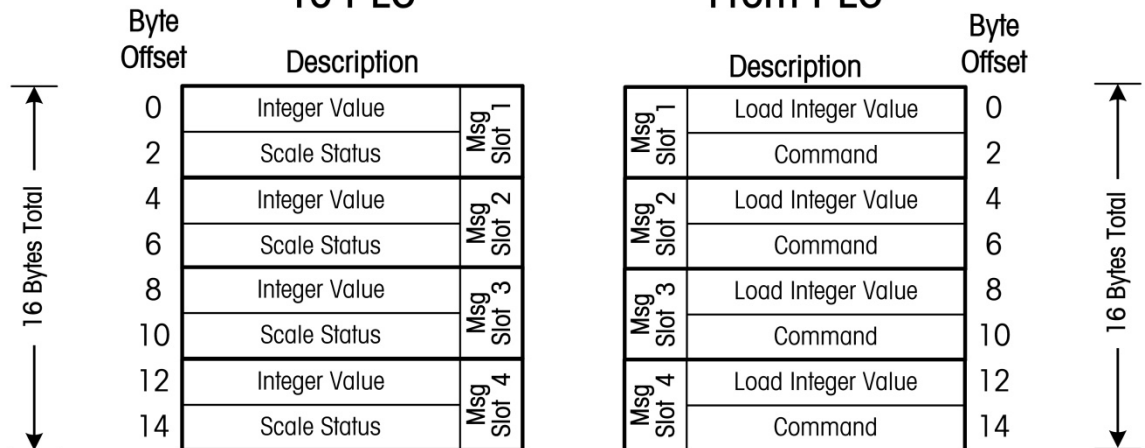 To PLC
From PLC
Byte Offset Description
Description Byte Offset
16 Bytes Total
0 Integer Value
2 Scale Status
Msg Slot 1
4 Integer Value
6 Scale Status
Msg Slot 2
8 Integer Value
10 Scale Status
Msg Slot 3
12 Integer Value
14 Scale Status
Msg Slot 4
Msg Slot 1
Load Integer Value 0
Command 2
Msg Slot 2
Load Integer Value 4
Command 6
Msg Slot 3
Load Integer Value 8
Command 10
Msg Slot 4
Load Integer Value 12
Command 14
16 Bytes Total